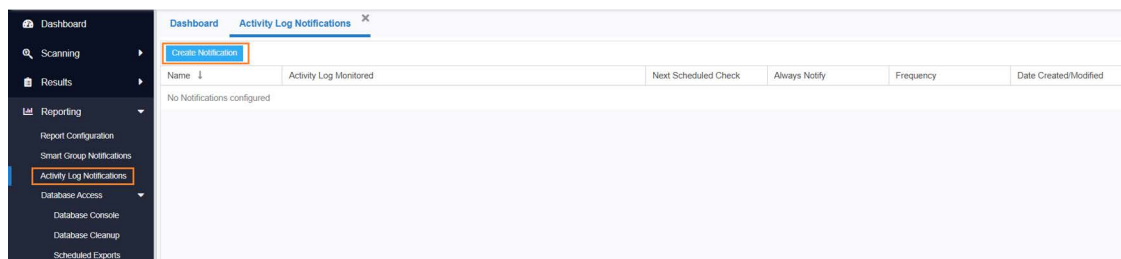 Dashboard
Scanning
Results
Reporting
Report Configuration
Smart Group Notifications
Activity Log Notifications
Database Access
Database Console
Database Cleanup
Scheduled Exports
Dashboard Activity Log Notifications
Create Notification
Name Activity Log Monitored Next Scheduled Check Always Notify Frequency Date Created/Modified
No Notifications configured